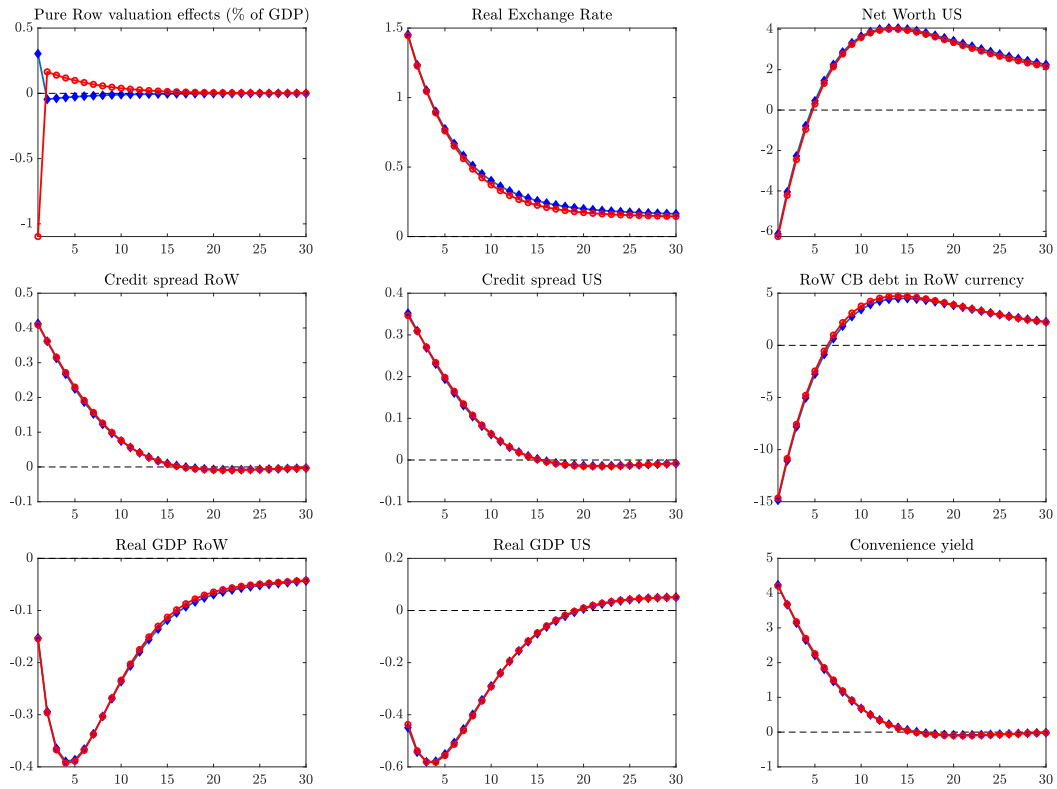 Pure Row valuation effects (% of GDP)
Real Exchange Rate
Net Worth US
0.5
0
-0.5
-1
5 10 15 20 25 30
1.5
1
0.5
0
5 10 15 20 25 30
4
2
0
-2
-4
-6
5 10 15 20 25 30
Credit spread RoW
Credit spread US
RoW CB debt in RoW currency
0.5
0.4
0.3
0.2
0.1
0
-0.1
5 10 15 20 25 30
0.4
0.3
0.2
0.1
0
-0.1
5 10 15 20 25 30
5
0
-5
-10
-15
5 10 15 20 25 30
Real GDP RoW
Real GDP US
Convenience yield
0
-0.1
-0.2
-0.3
-0.4
5 10 15 20 25 30
0.2
0
-0.2
-0.4
-0.6
5 10 15 20 25 30
5
4
3
2
1
0
-1
5 10 15 20 25 30